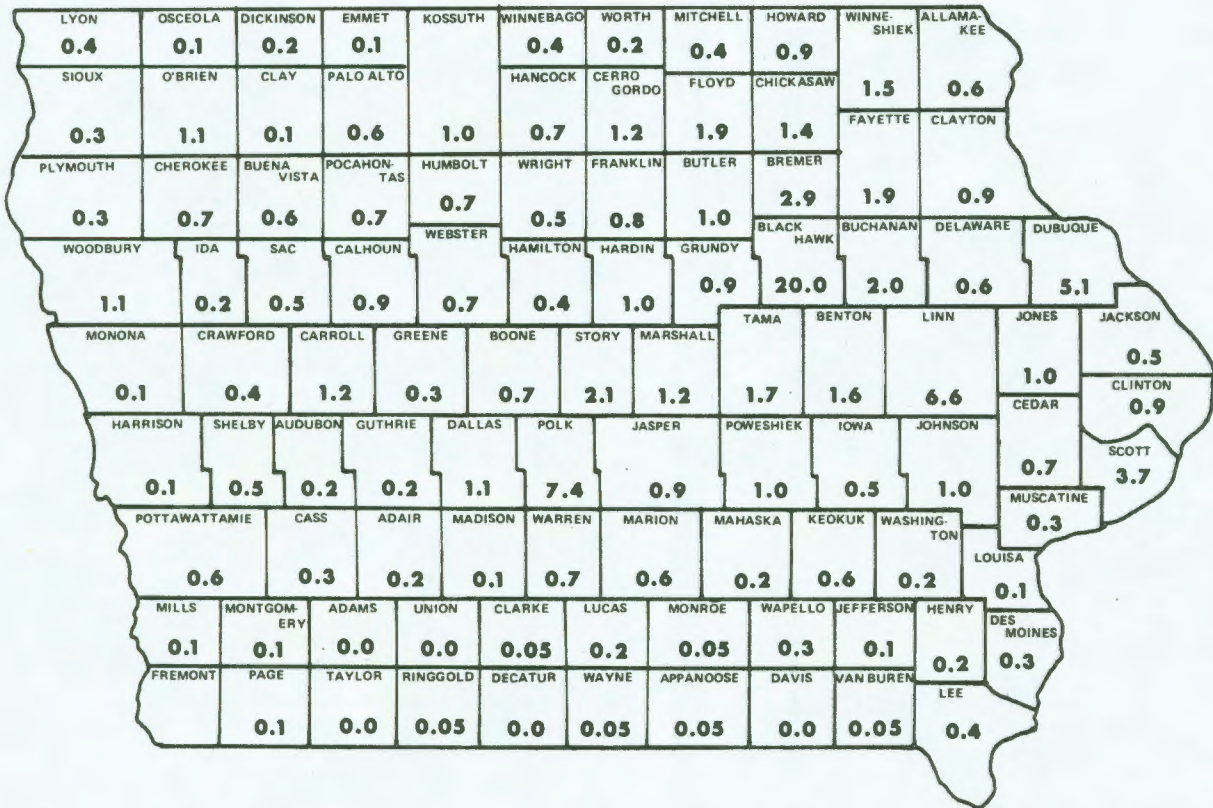 LYON OSCEOLA DICKINSON EMMET KOSSUTH WINNEBAGO WORTH MITCHELL HOWARD WINNE- ALLAMA-
SHIEK KEE
0.4 0.1 0.2 0.1 0.4 0.2 0.4 0.9
SIOUX O'BRIEN CLAY PALO ALTO HANCOCK CERRO FLOYD CHICKASAW
GORDO
1.5 0.6
0.3 1.1 0.1 0.6 1.0 0.7 1.2 1.9 1.4
FAYETTE CLAYTON
PLYMOUTH CHEROKEE BUENA POCAHON- HUMBOLT WRIGHT FRANKLIN BUTLER BREMER
VISTA TAS
0.3 0.7 0.6 0.7 0.7 0.5 0.8 1.0 2.9 1.9 0.9
WEBSTER BLACK BUCHANAN DELAWARE DUBUQUE
HAWK
WOODBURY IDA SAC CALHOUN HAMILTON HARDIN GRUNDY
1.1 0.2 0.5 0.9 0.7 0.4 1.0 0.9 20.0 2.0 0.6 5.1
TAMA BENTON LINN JONES JACKSON
MONONA CRAWFORD CARROLL GREENE BOONE STORY MARSHALL
0.5
1.0
CLINTON
0.1 0.4 1.2 0.3 0.7 2.1 1.2 1.7 1.6 6.6
CEDAR 0.9
HARRISON SHELBY AUDUBON GUTHRIE DALLAS POLK JASPER POWESHIEK IOWA JOHNSON
SCOTT
0.7 3.7
0.1 0.5 0.2 0.2 1.1 7.4 0.9 1.0 0.5 1.0
MUSCATINE
0.3
POTTAWATTAMIE CASS ADAIR MADISON WARREN MARION MAHASKA KEOKUK WASHING-
TON
LOUISA
0.6 0.3 0.2 0.1 0.7 0.6 0.2 0.6 0.2
0.1
MILLS MONTGOM- ADAMS UNION CLARKE LUCAS MONROE WAPELLO JEFFERSON HENRY
ERY
DES
MOINES
0.1 0.1 0.0 0.0 0.05 0.2 0.05 0.3 0.1 0.2 0.3
FREMONT PAGE TAYLOR RINGGOLD DECATUR WAYNE APPANOOSE DAVIS VAN BUREN
LEE
0.1 0.0 0.05 0.0 0.05 0.05 0.0 0.05 0.4